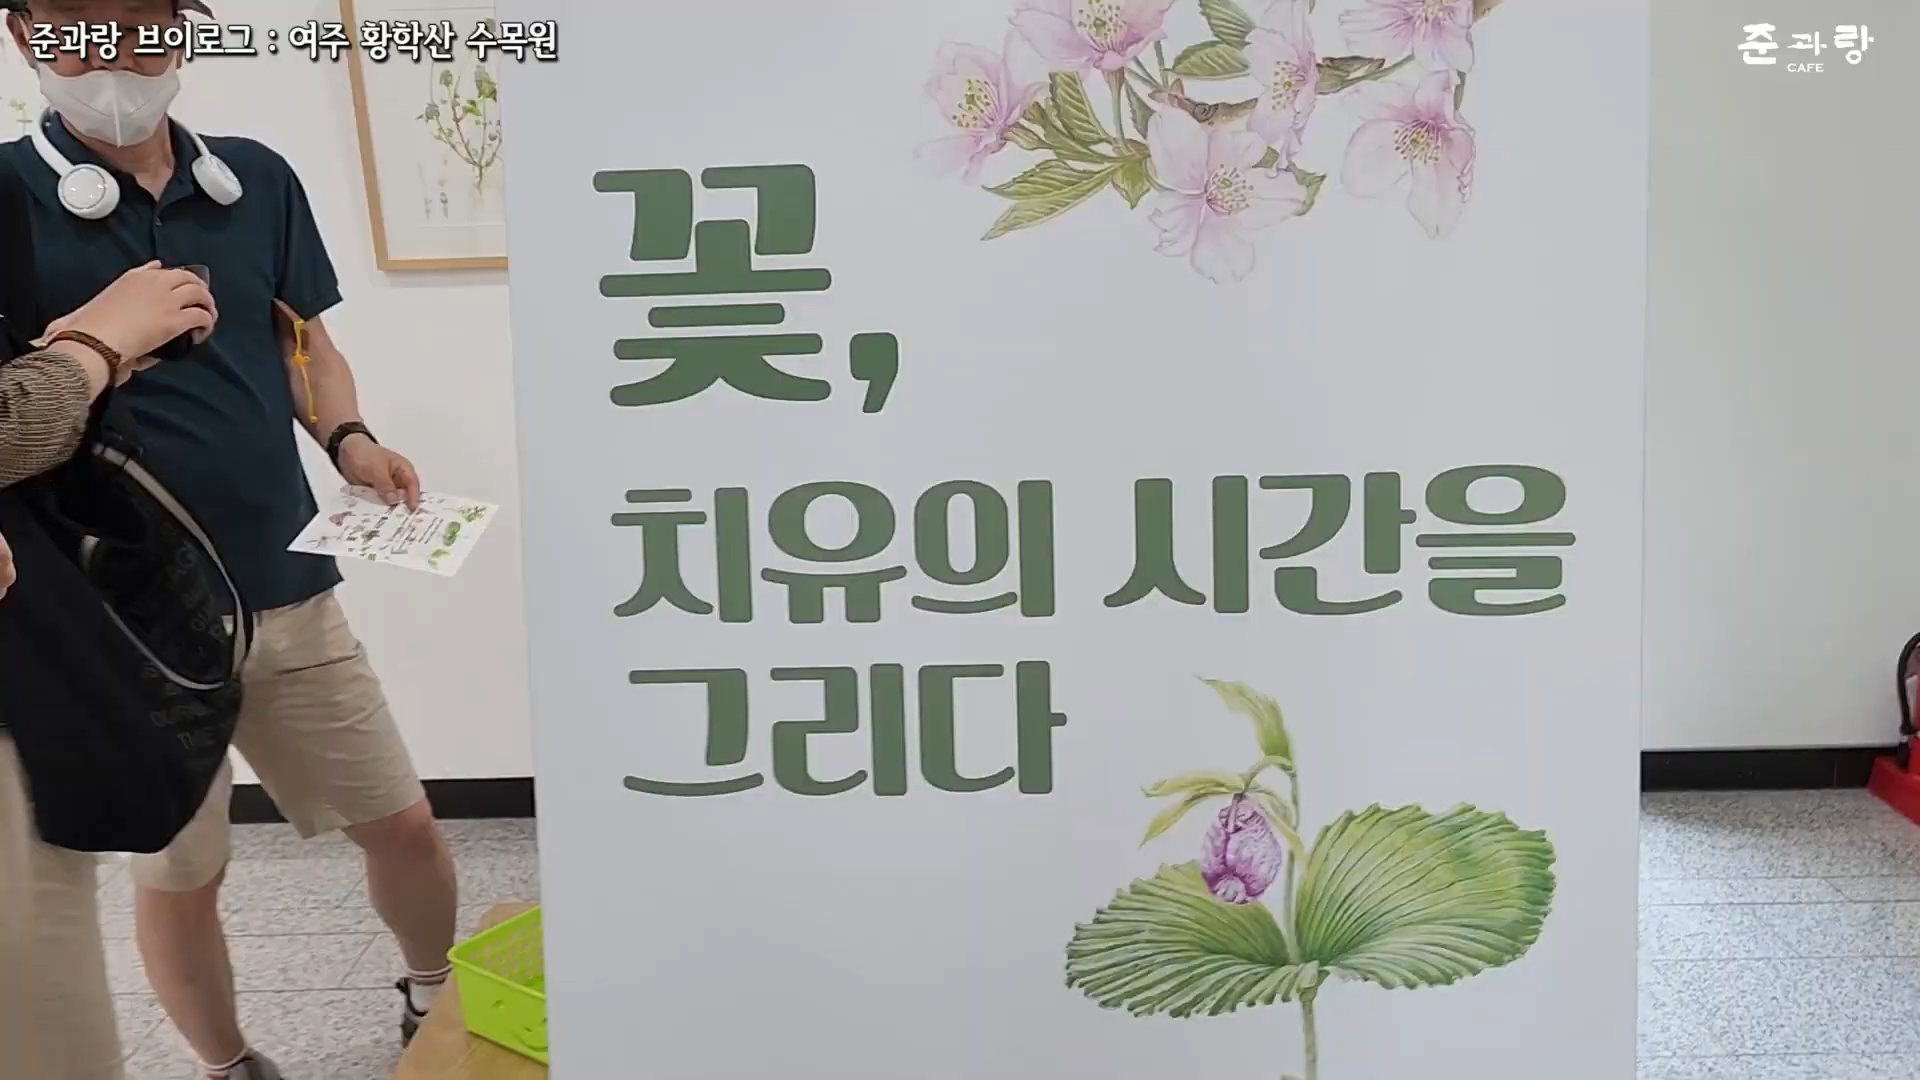 준과랑 브이로그 : 여주 황학산 수목원
준과랑
CAFE
꽃,
치유의 시간을
그리다